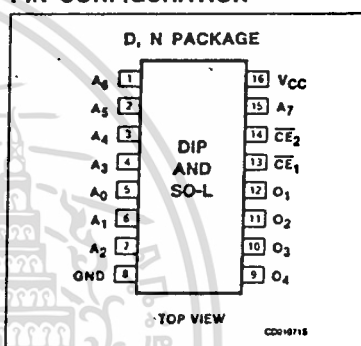 PIN CONFIGURATION
D, N PACKAGE
A6 1 16 VCC
A5 2 15 A7
A4 3 14 CE2
A3 4 13 CE1
A0 5 12 O1
A1 6 11 O2
A2 7 10 O3
GND 8 9 O4
DIP
AND
SO-L
TOP VIEW